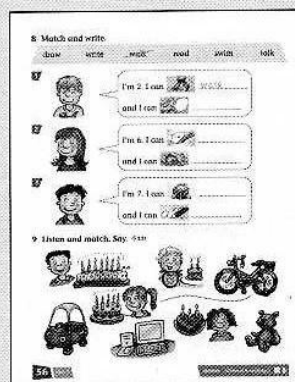 8 Match and write.
draw write walk read swim talk
1
I'm 2. I can walk
and I can
2
I'm 6. I can
and I can
3
I'm 7. I can
and I can
9 Listen and match. Say.
56